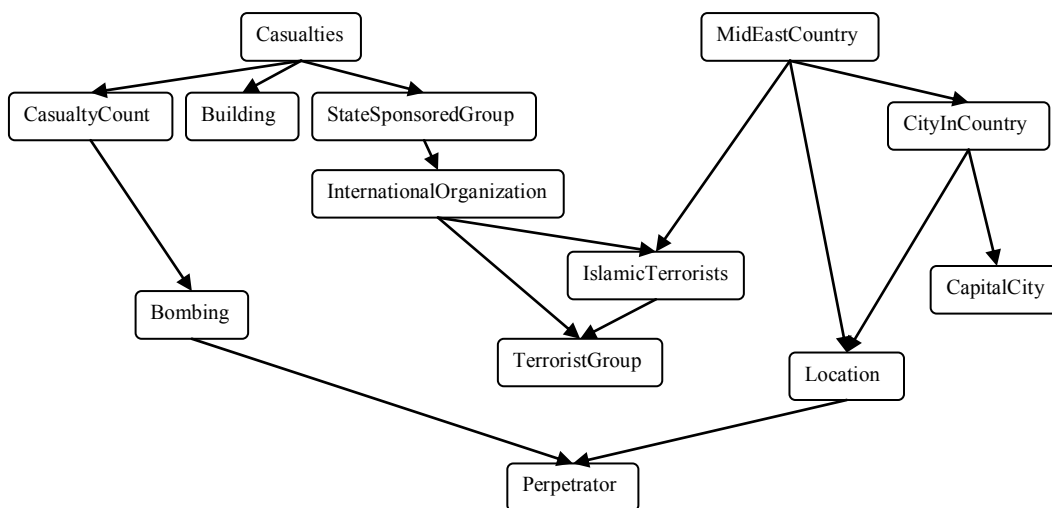 Casualties
MidEastCountry
CasualtyCount
Building
StateSponsoredGroup
CityInCountry
InternationalOrganization
IslamicTerrorists
CapitalCity
Bombing
TerroristGroup
Location
Perpetrator